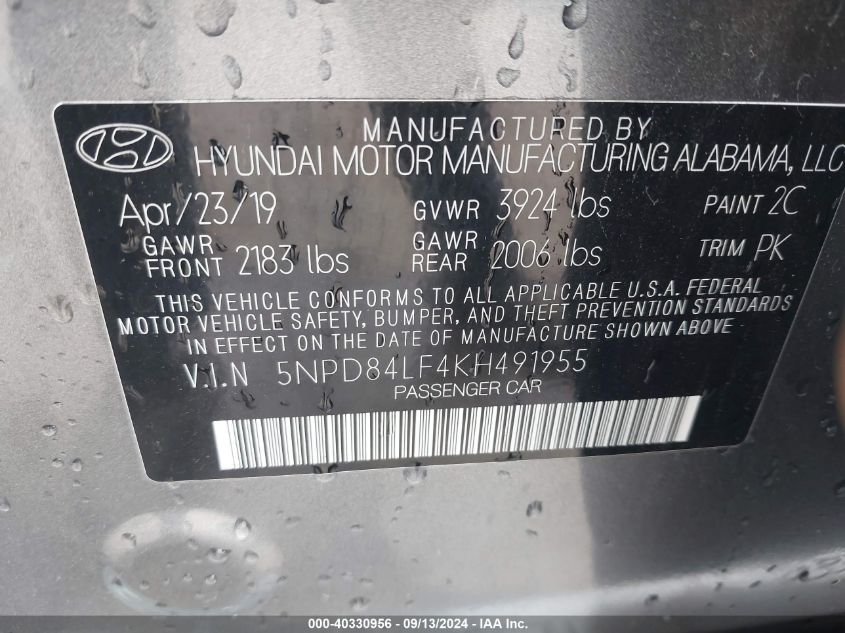 MANUFACTURED BY
HYUNDAI MOTOR MANUFACTURING ALABAMA, LLC
Apr/23/19 GVWR 3924 lbs PAINT 2C
GAWR FRONT 2183 lbs GAWR REAR 2006 lbs TRIM PK
THIS VEHICLE CONFORMS TO ALL APPLICABLE U.S.A. FEDERAL
MOTOR VEHICLE SAFETY, BUMPER, AND THEFT PREVENTION STANDARDS
IN EFFECT ON THE DATE OF MANUFACTURE SHOWN ABOVE
V.I.N 5NPD84LF4KH491955
PASSENGER CAR
000-40330956 - 09/13/2024 - IAA, Inc.